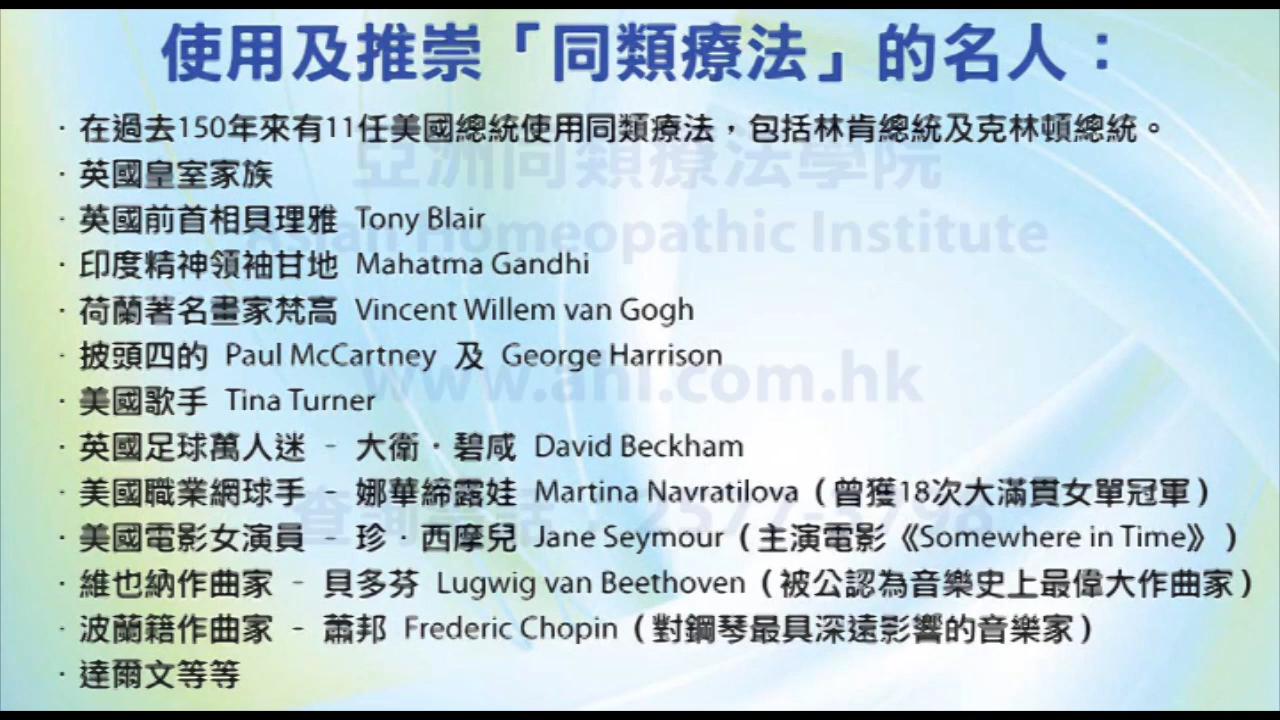 使用及推崇「同類療法」的名人：
· 在過去150年來有11任美國總統使用同類療法，包括林肯總統及克林頓總統。
亞洲同類療法學院
· 英國皇室家族
· 英國前首相貝理雅 Tony Blair
Asian Homeopathic Institute
· 印度精神領袖甘地 Mahatma Gandhi
· 荷蘭著名畫家梵高 Vincent Willem van Gogh
· 披頭四的 Paul McCartney 及 George Harrison
www.ahi.com.hk
· 美國歌手 Tina Turner
· 英國足球萬人迷 - 大衛·碧咸 David Beckham
· 美國職業網球手 - 娜華締露娃 Martina Navratilova（曾獲18次大滿貫女單冠軍）
· 美國電影女演員 - 珍·西摩兒 Jane Seymour（主演電影《Somewhere in Time》）
· 維也納作曲家 - 貝多芬 Lugwig van Beethoven（被公認為音樂史上最偉大作曲家）
· 波蘭籍作曲家 - 蕭邦 Frederic Chopin（對鋼琴最具深遠影響的音樂家）
· 達爾文等等